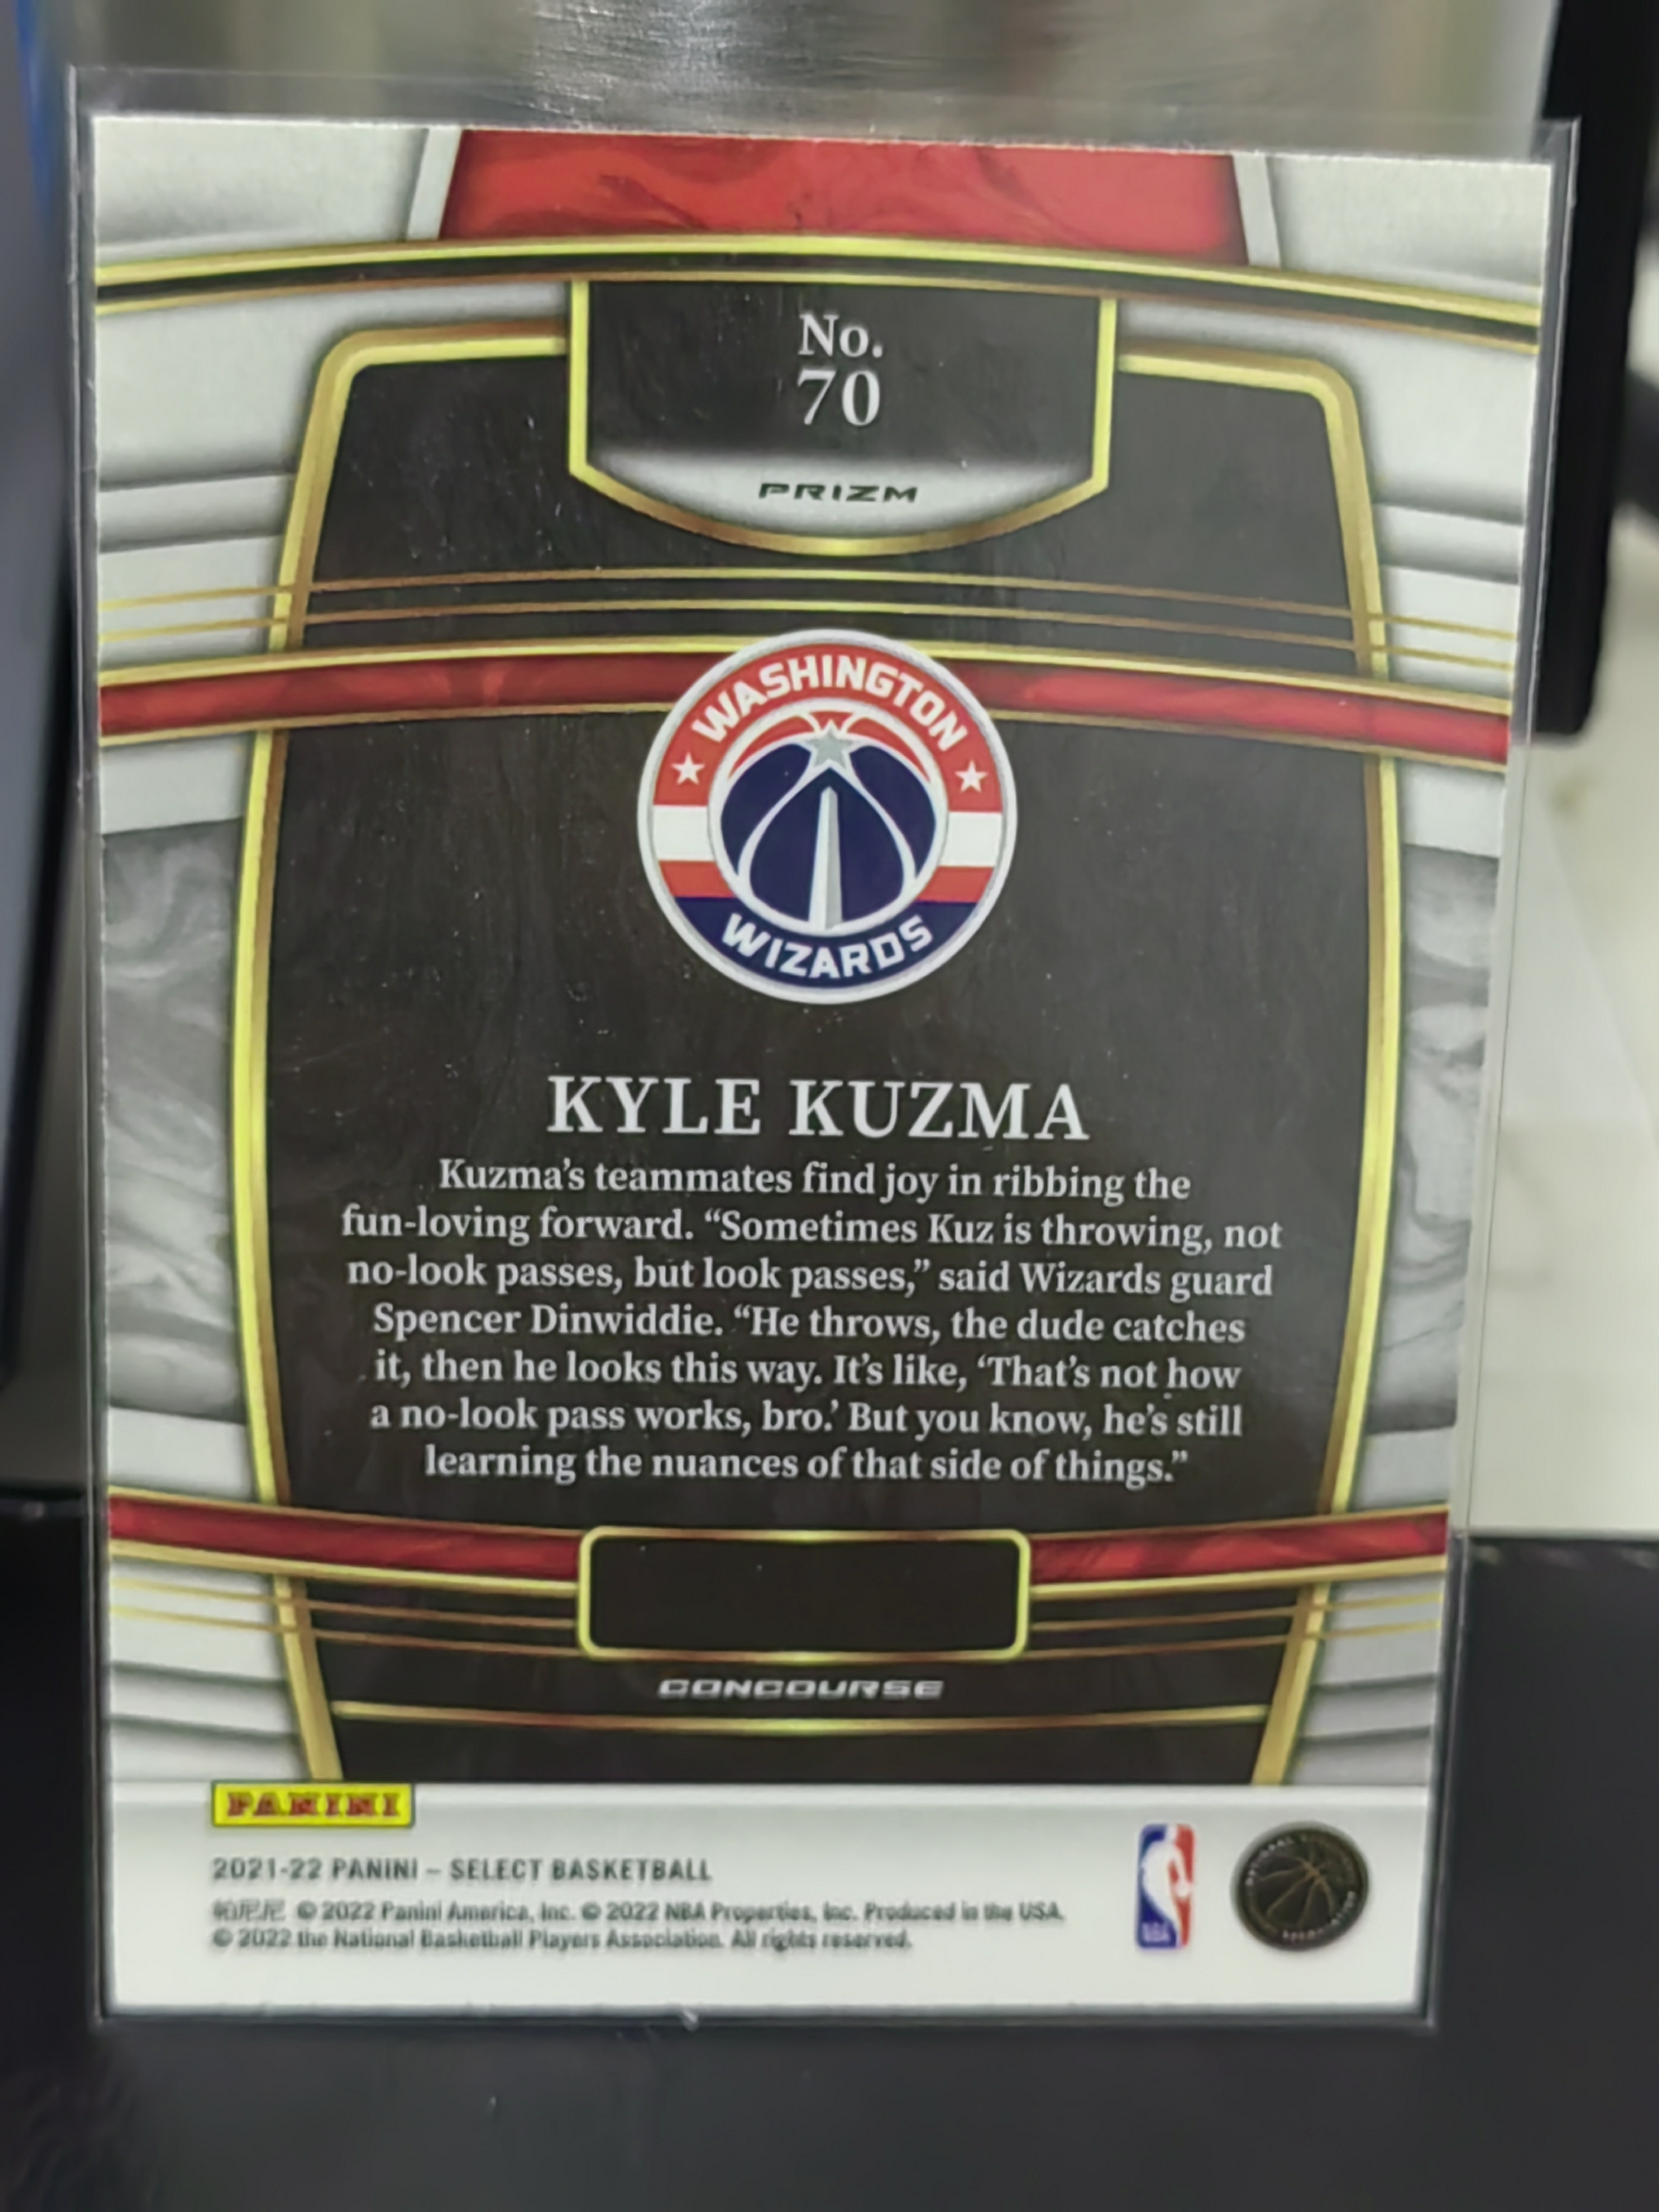 No.
70
PRIZM
WASHINGTON
WIZARDS
KYLE KUZMA
Kuzma’s teammates find joy in ribbing the
fun-loving forward. “Sometimes Kuz is throwing, not
no-look passes, but look passes,” said Wizards guard
Spencer Dinwiddie. “He throws, the dude catches
it, then he looks this way. It’s like, ‘That’s not how
a no-look pass works, bro.’ But you know, he’s still
learning the nuances of that side of things.”
CONCOURSE
PANINI
2021-22 PANINI – SELECT BASKETBALL
帕尼尼 © 2022 Panini America, Inc. © 2022 NBA Properties, Inc. Produced in the USA.
© 2022 the National Basketball Players Association. All rights reserved.
NBA